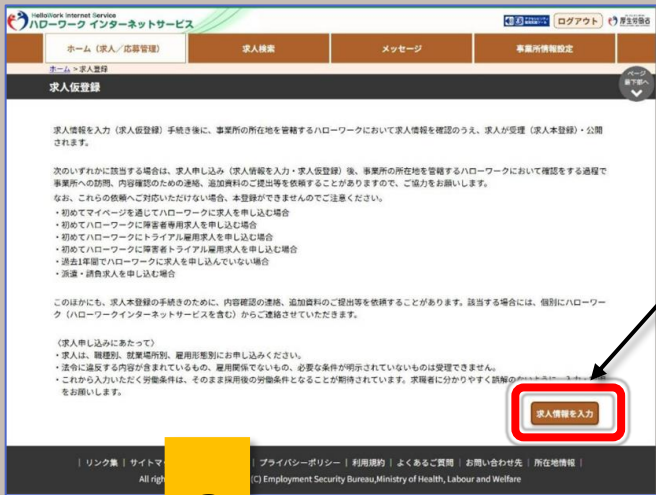 HelloWork Internet Service
ハローワーク インターネットサービス
ログアウト
厚生労働省
ホーム（求人／応募管理）
求人検索
メッセージ
事業所情報設定
ホーム > 求人登録
ページ
最下部へ
求人仮登録
求人情報を入力（求人仮登録）手続き後に、事業所の所在地を管轄するハローワークにおいて求人情報を確認のうえ、求人が受理（求人本登録）・公開
されます。
次のいずれかに該当する場合は、求人申し込み（求人情報を入力・求人仮登録）後、事業所の所在地を管轄するハローワークにおいて確認をする過程で
事業所への訪問、内容確認のための連絡、追加資料のご提出等を依頼することがありますので、ご協力をお願いします。
なお、これらの依頼へご対応いただけない場合、本登録ができませんのでご注意ください。
・初めてマイページを通じてハローワークに求人を申し込む場合
・初めてハローワークに障害者専用求人を申し込む場合
・初めてハローワークにトライアル雇用求人を申し込む場合
・初めてハローワークに障害者トライアル雇用求人を申し込む場合
・過去1年間でハローワークに求人を申し込んでいない場合
・派遣・請負求人を申し込む場合
このほかにも、求人本登録の手続きのために、内容確認の連絡、追加資料のご提出等を依頼することがあります。該当する場合には、個別にハローワー
ク（ハローワークインターネットサービスを含む）からご連絡させていただきます。
〈求人申し込みにあたって〉
・求人は、職種別、就業場所別、雇用形態別にお申し込みください。
・法令に違反する内容が含まれているもの、雇用関係でないもの、必要な条件が明示されていないものは受理できません。
・これから入力いただく労働条件は、そのまま採用後の労働条件となることが期待されています。求職者に分かりやすく誤解の
をお願いします。
求人情報を入力
| リンク集 | サイトマ | プライバシーポリシー | 利用規約 | よくあるご質問 | お問い合わせ先 | 所在地情報 |
All righ (C) Employment Security Bureau,Ministry of Health, Labour and Welfare